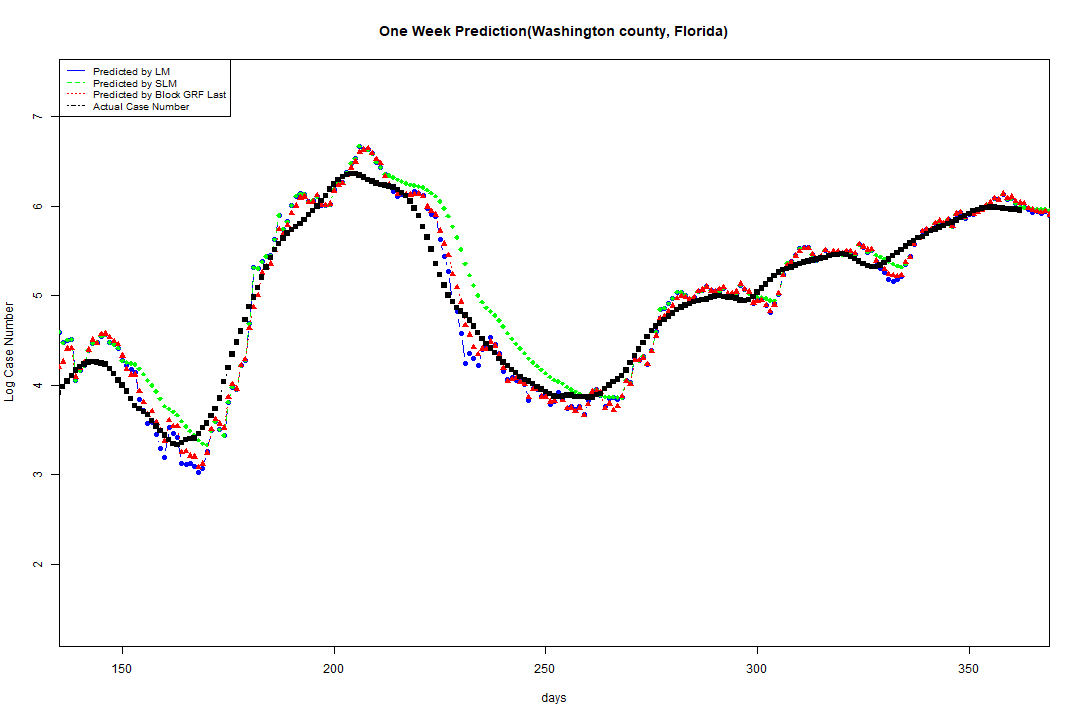 One Week Prediction(Washington county, Florida)
Predicted by LM
Predicted by SLM
Predicted by Block GRF Last
Actual Case Number
7
6
5
4
3
2
Log Case Number
150 200 250 300 350
days